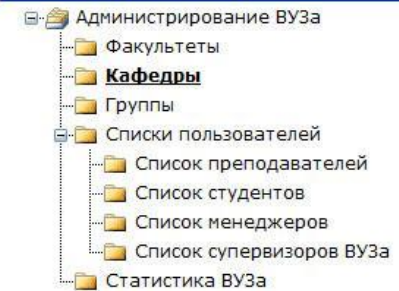 Администрирование ВУЗа
Факультеты
Кафедры
Группы
Списки пользователей
Список преподавателей
Список студентов
Список менеджеров
Список супервизоров ВУЗа
Статистика ВУЗа